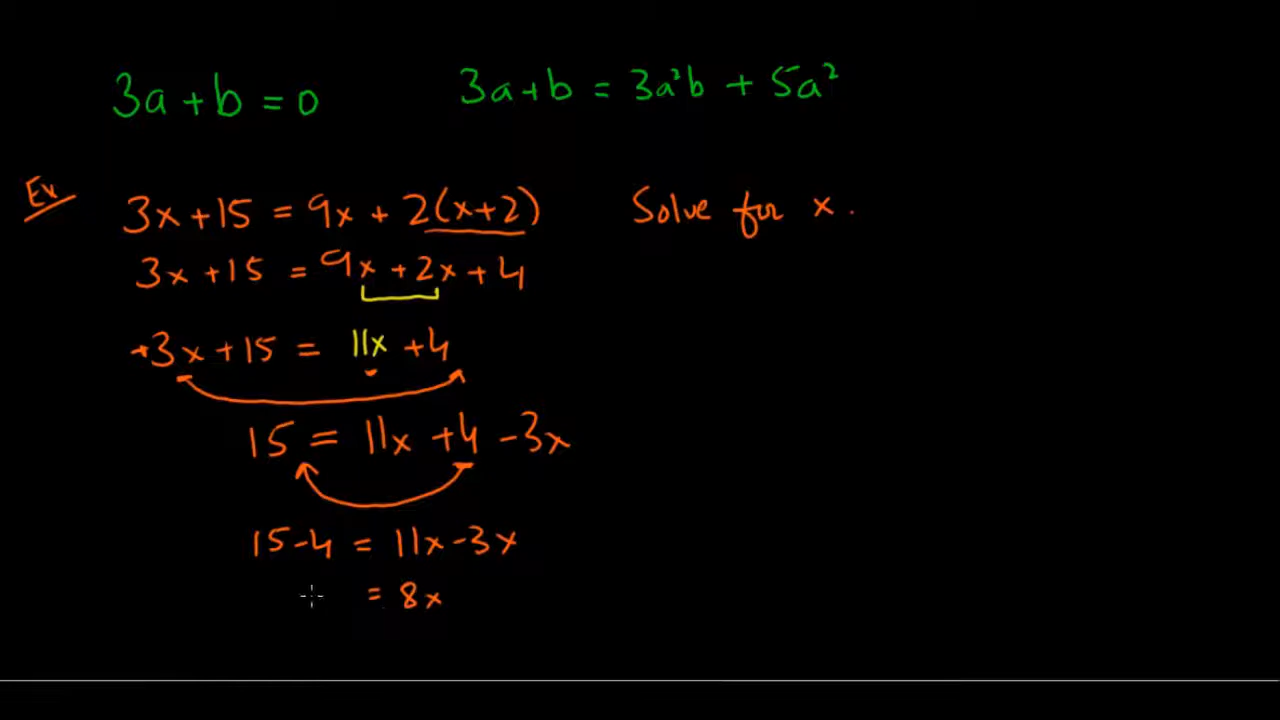 3a+b=0 3a+b = 3a²b + 5a²
Ex 3x+15 = 9x + 2(x+2) Solve for x.
3x+15 = 9x+2x+4
+3x+15 = 11x +4
15 = 11x +4 -3x
15-4 = 11x-3x
= 8x